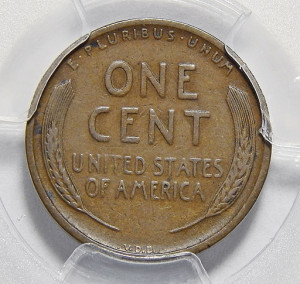 E·PLURIBUS·UNUM
ONE
CENT
UNITED STATES
OF AMERICA
V.D.B.